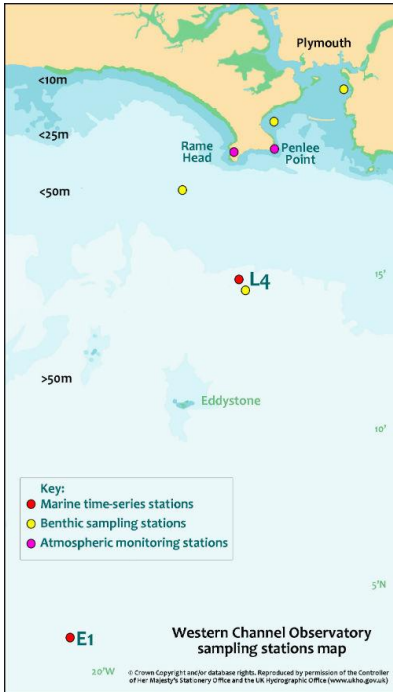 Plymouth
<10m
<25m
Rame
Head
Penlee
Point
<50m
15'
L4
>50m
Eddystone
10'
Key:
Marine time-series stations
Benthic sampling stations
Atmospheric monitoring stations
5'N
E1
Western Channel Observatory
sampling stations map
20'W
© Crown Copyright and/or database rights. Reproduced by permission of the Controller
of Her Majesty's Stationery Office and the UK Hydrographic Office (www.ukho.gov.uk)